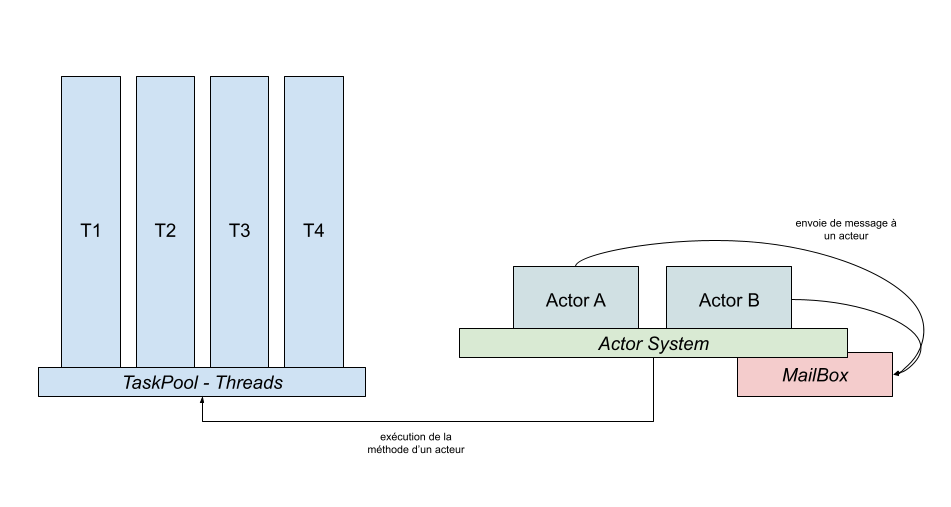 T1
T2
T3
T4
TaskPool - Threads
envoie de message à
un acteur
Actor A
Actor B
Actor System
MailBox
exécution de la
méthode d'un acteur